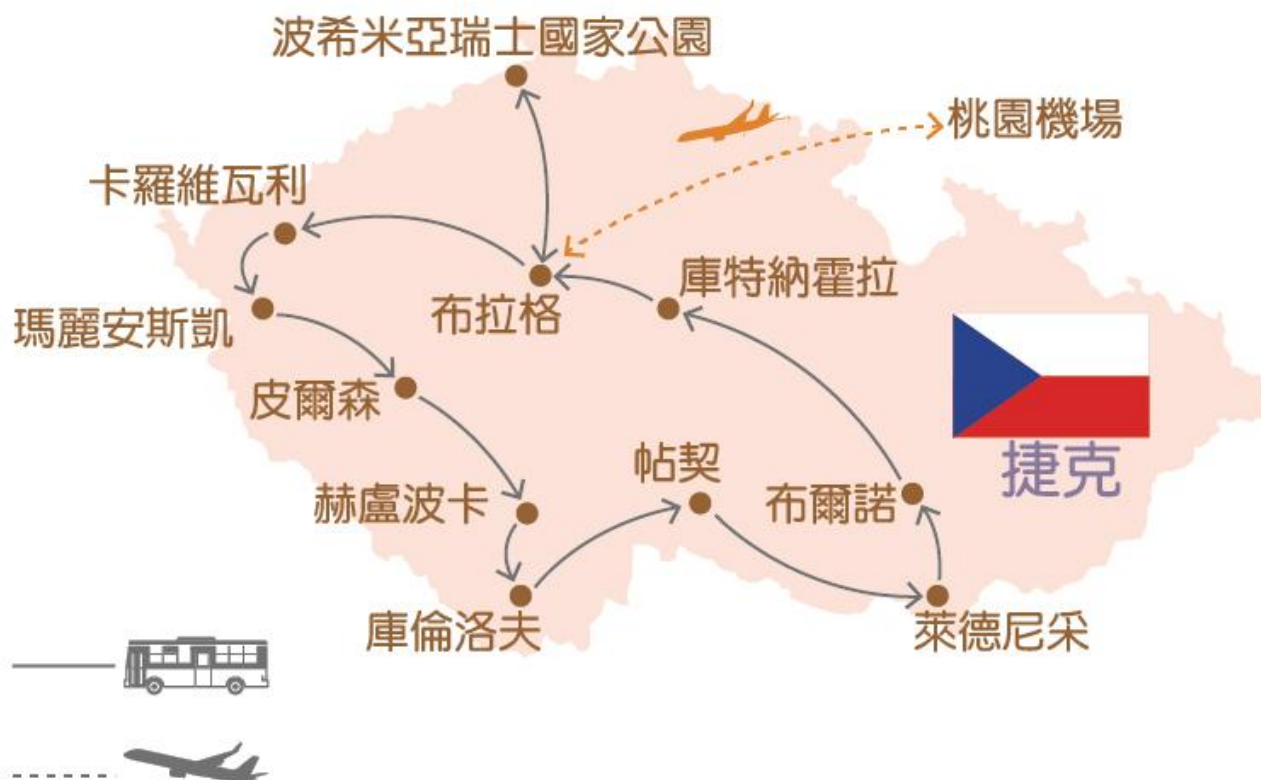 波希米亞瑞士國家公園
桃園機場
卡羅維瓦利
庫特納霍拉
布拉格
瑪麗安斯凱
皮爾森
捷克
帖契
赫盧波卡
布爾諾
庫倫洛夫
萊德尼采